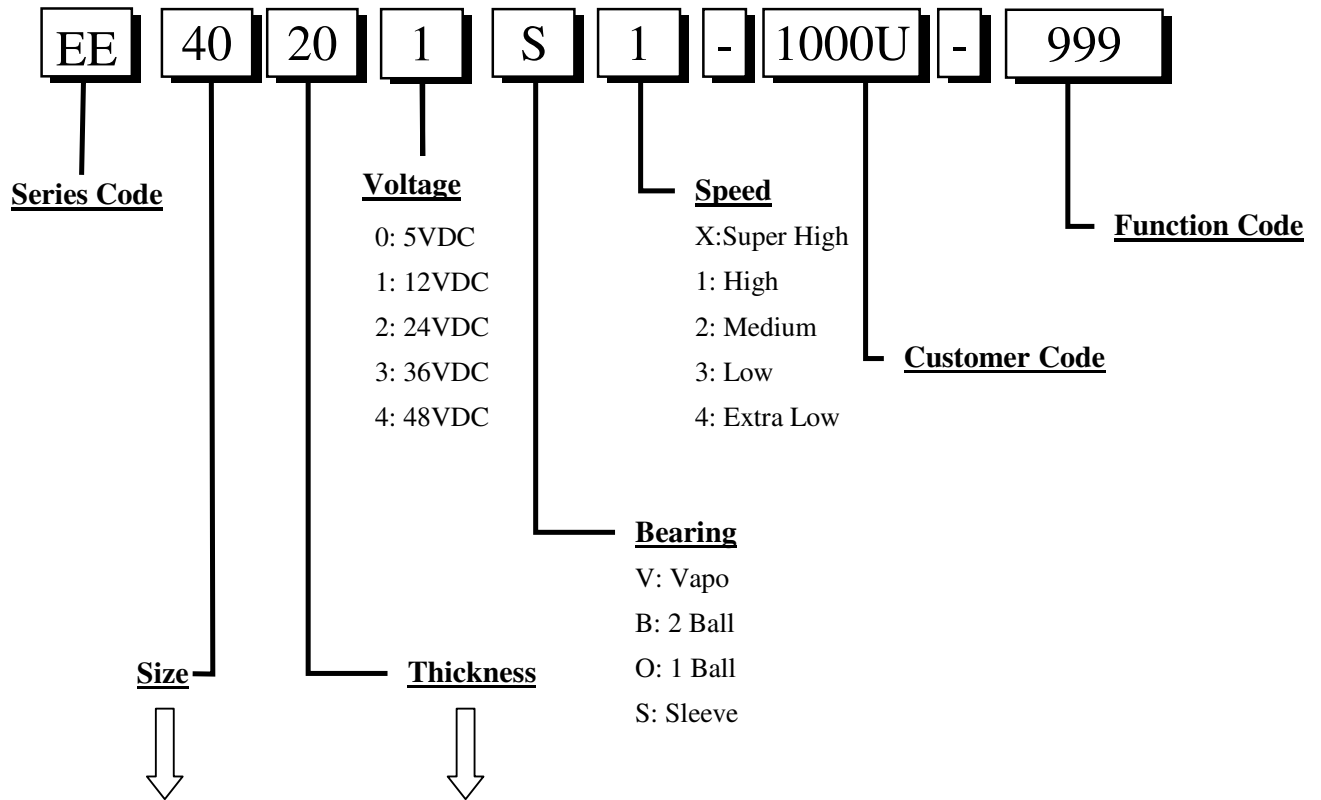 EE 40 20 1 S 1 - 1000U - 999
Series Code
Voltage
0: 5VDC
1: 12VDC
2: 24VDC
3: 36VDC
4: 48VDC
Speed
X:Super High
1: High
2: Medium
3: Low
4: Extra Low
Function Code
Customer Code
Bearing
V: Vapo
B: 2 Ball
O: 1 Ball
S: Sleeve
Size
Thickness